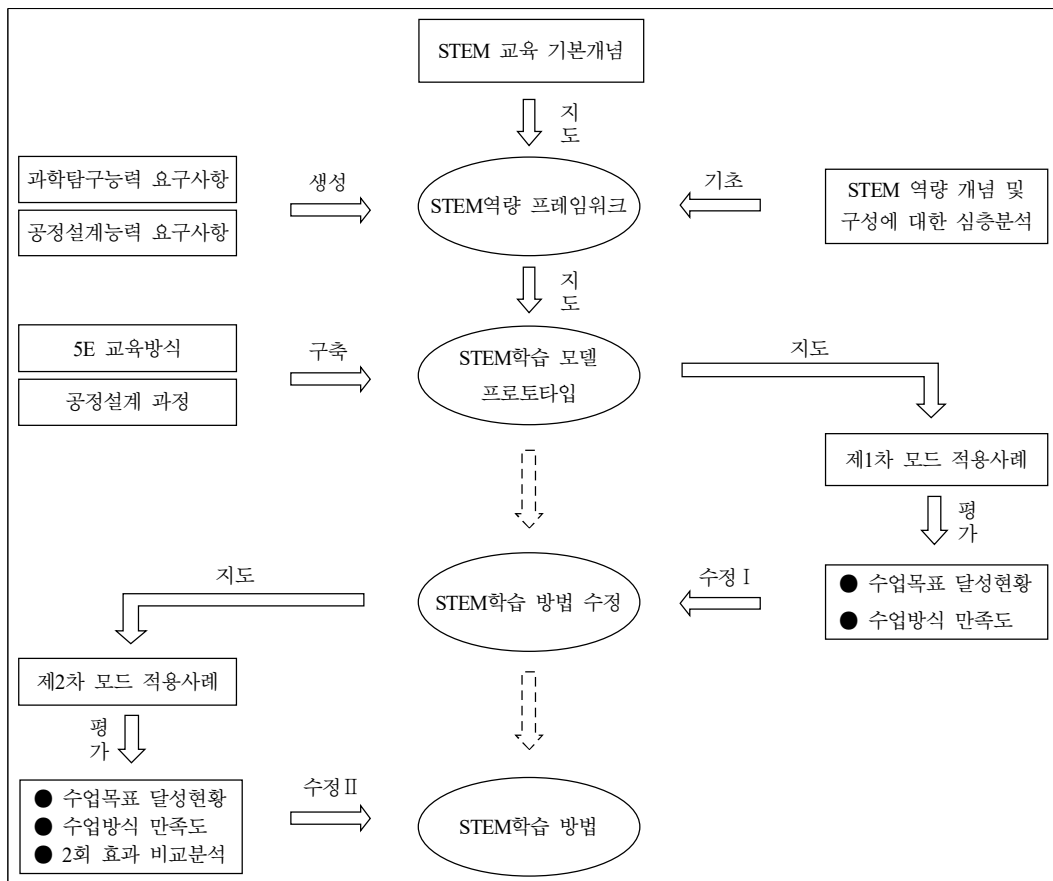 STEM 교육 기본개념
지
도
과학탐구능력 요구사항
공정설계능력 요구사항
생성
STEM역량 프레임워크
기초
STEM 역량 개념 및
구성에 대한 심층분석
지
도
5E 교육방식
공정설계 과정
구축
STEM학습 모델
프로토타입
지도
제1차 모드 적용사례
평
가
● 수업목표 달성현황
● 수업방식 만족도
수정Ⅰ
STEM학습 방법 수정
지도
제2차 모드 적용사례
평
가
● 수업목표 달성현황
● 수업방식 만족도
● 2회 효과 비교분석
수정Ⅱ
STEM학습 방법